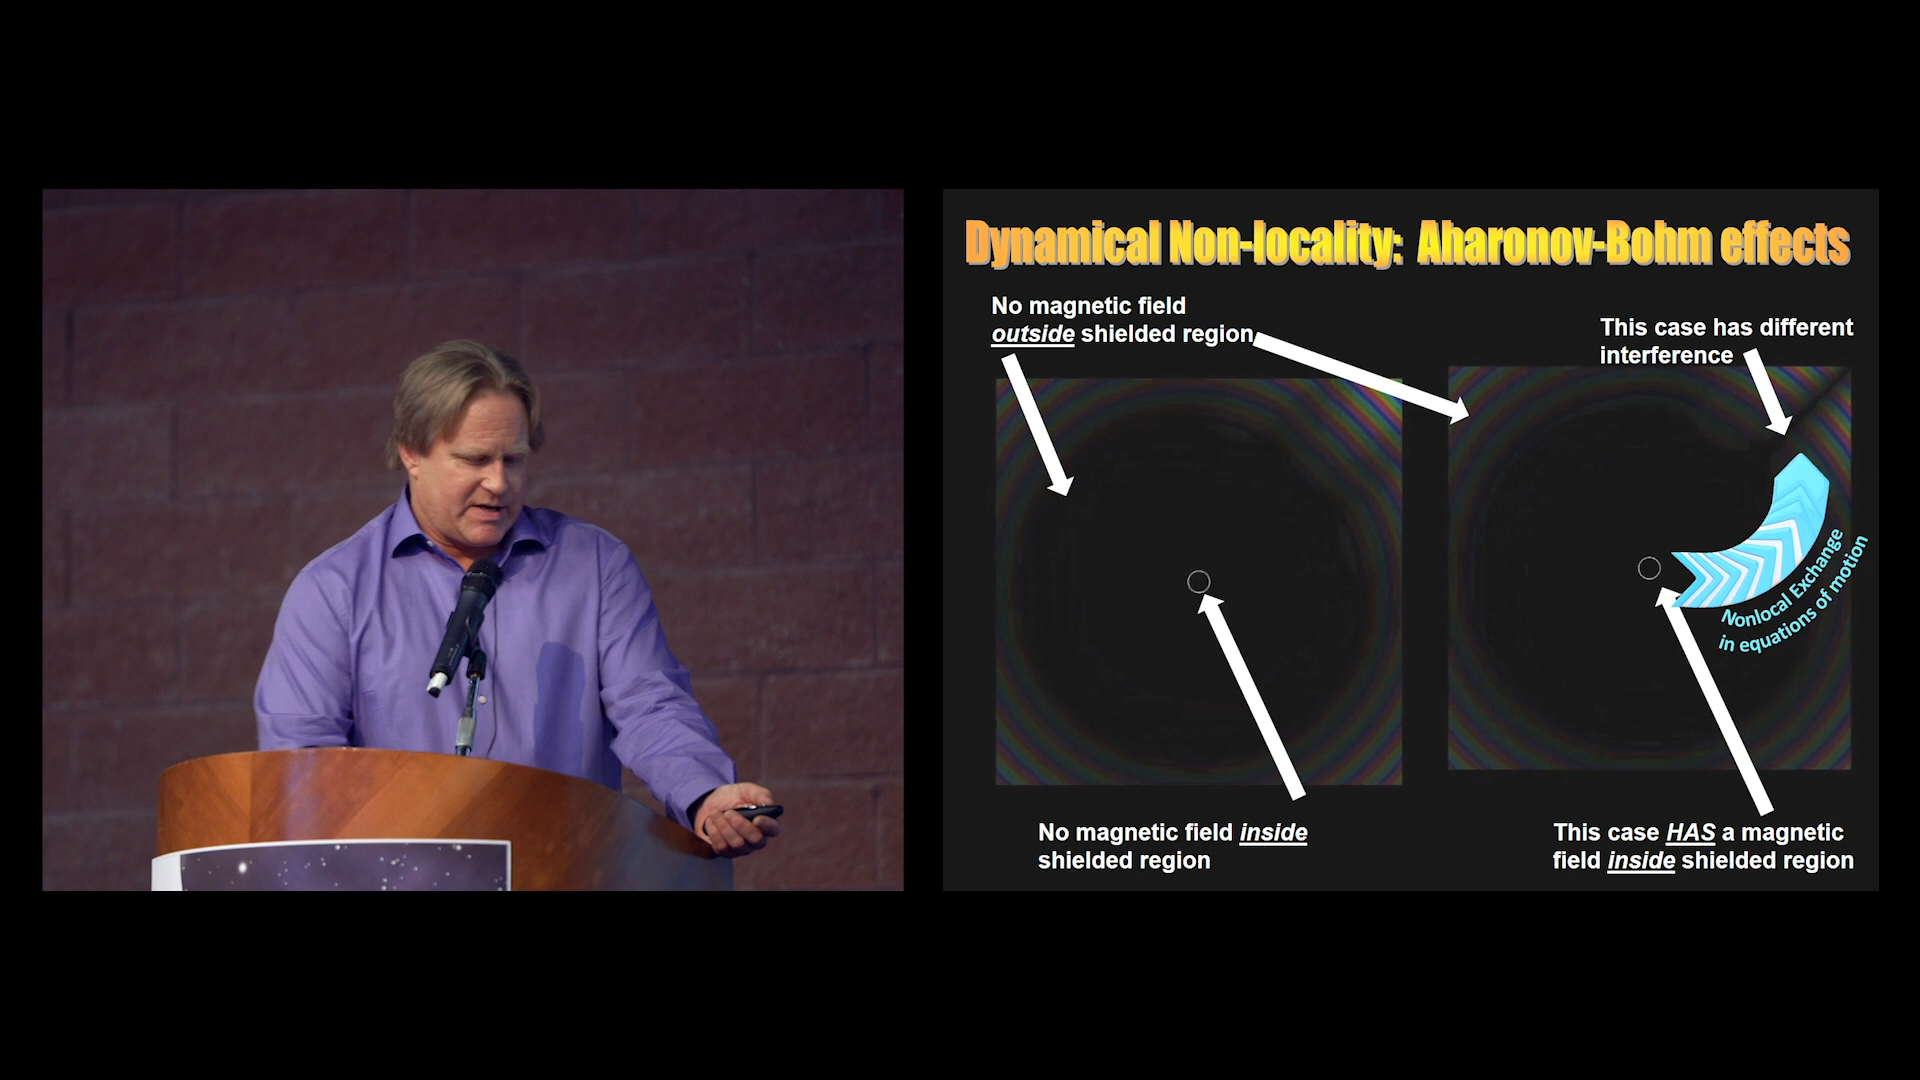 Dynamical Non-locality: Aharonov-Bohm effects
No magnetic field
outside shielded region
This case has different
interference
Nonlocal Exchange
in equations of motion
No magnetic field inside
shielded region
This case HAS a magnetic
field inside shielded region